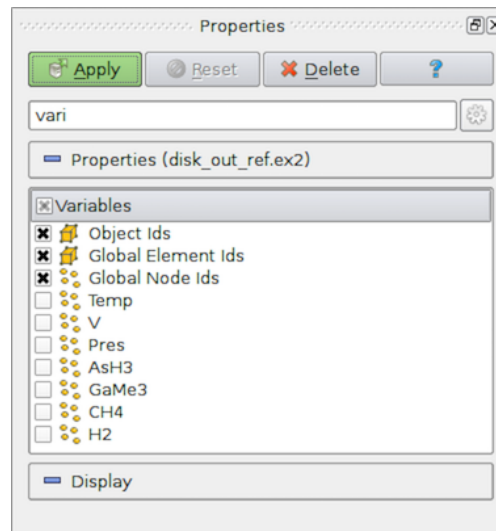 Properties
Apply Reset Delete ?
vari
Properties (disk_out_ref.ex2)
Variables
Object Ids
Global Element Ids
Global Node Ids
Temp
V
Pres
AsH3
GaMe3
CH4
H2
Display